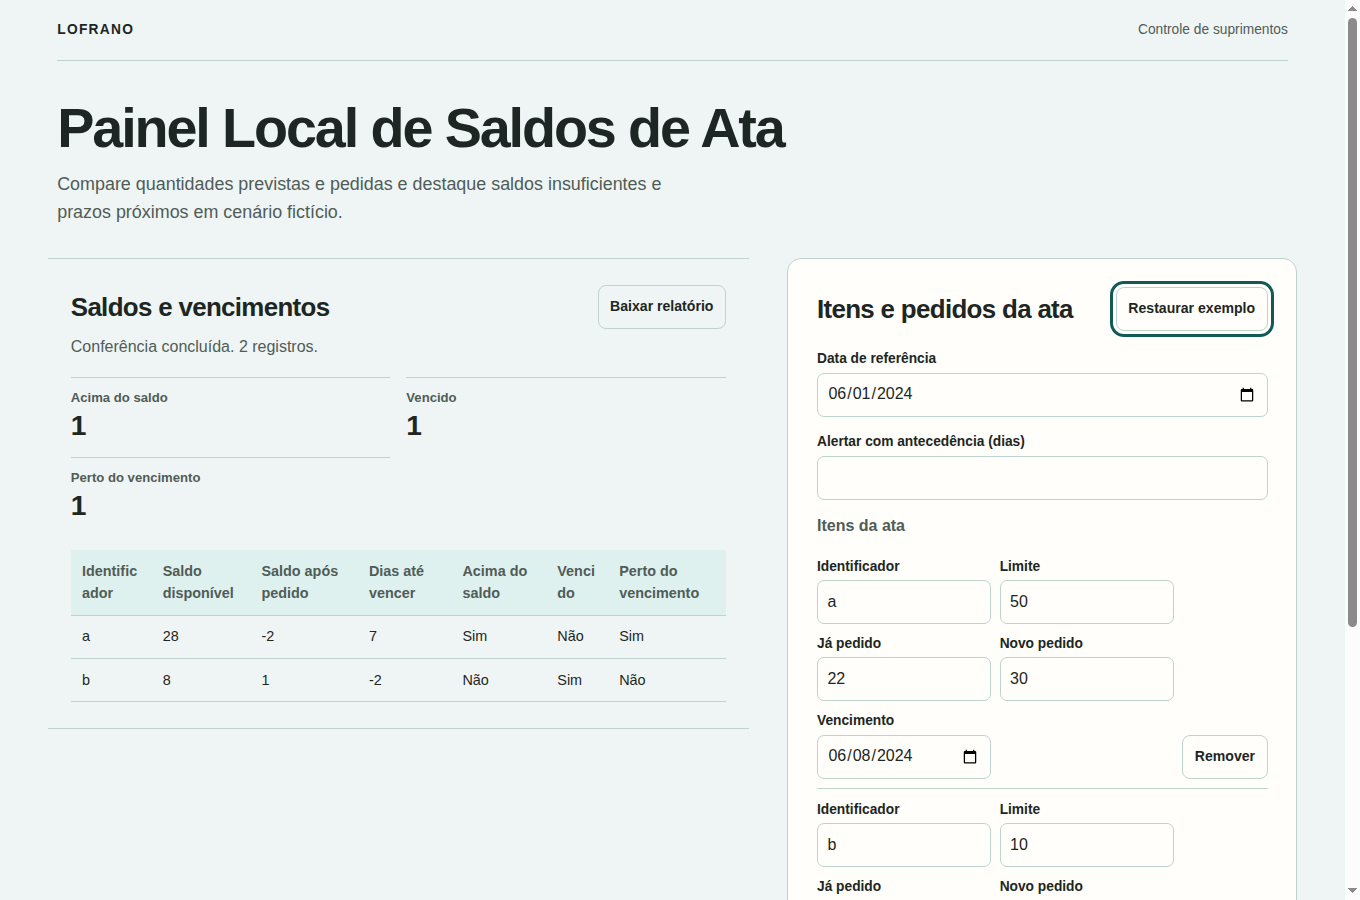 LOFRANO
Controle de suprimentos
Painel Local de Saldos de Ata
Compare quantidades previstas e pedidas e destaque saldos insuficientes e
prazos próximos em cenário fictício.
Saldos e vencimentos
Baixar relatório
Conferência concluída. 2 registros.
Acima do saldo
1
Vencido
1
Perto do vencimento
1
Identific
ador
Saldo
disponível
Saldo após
pedido
Dias até
vencer
Acima do
saldo
Venci
do
Perto do
vencimento
a 28 -2 7 Sim Não Sim
b 8 1 -2 Não Sim Não
Itens e pedidos da ata
Restaurar exemplo
Data de referência
06/01/2024
Alertar com antecedência (dias)
Itens da ata
Identificador Limite
a 50
Já pedido Novo pedido
22 30
Vencimento
06/08/2024
Remover
Identificador Limite
b 10
Já pedido Novo pedido